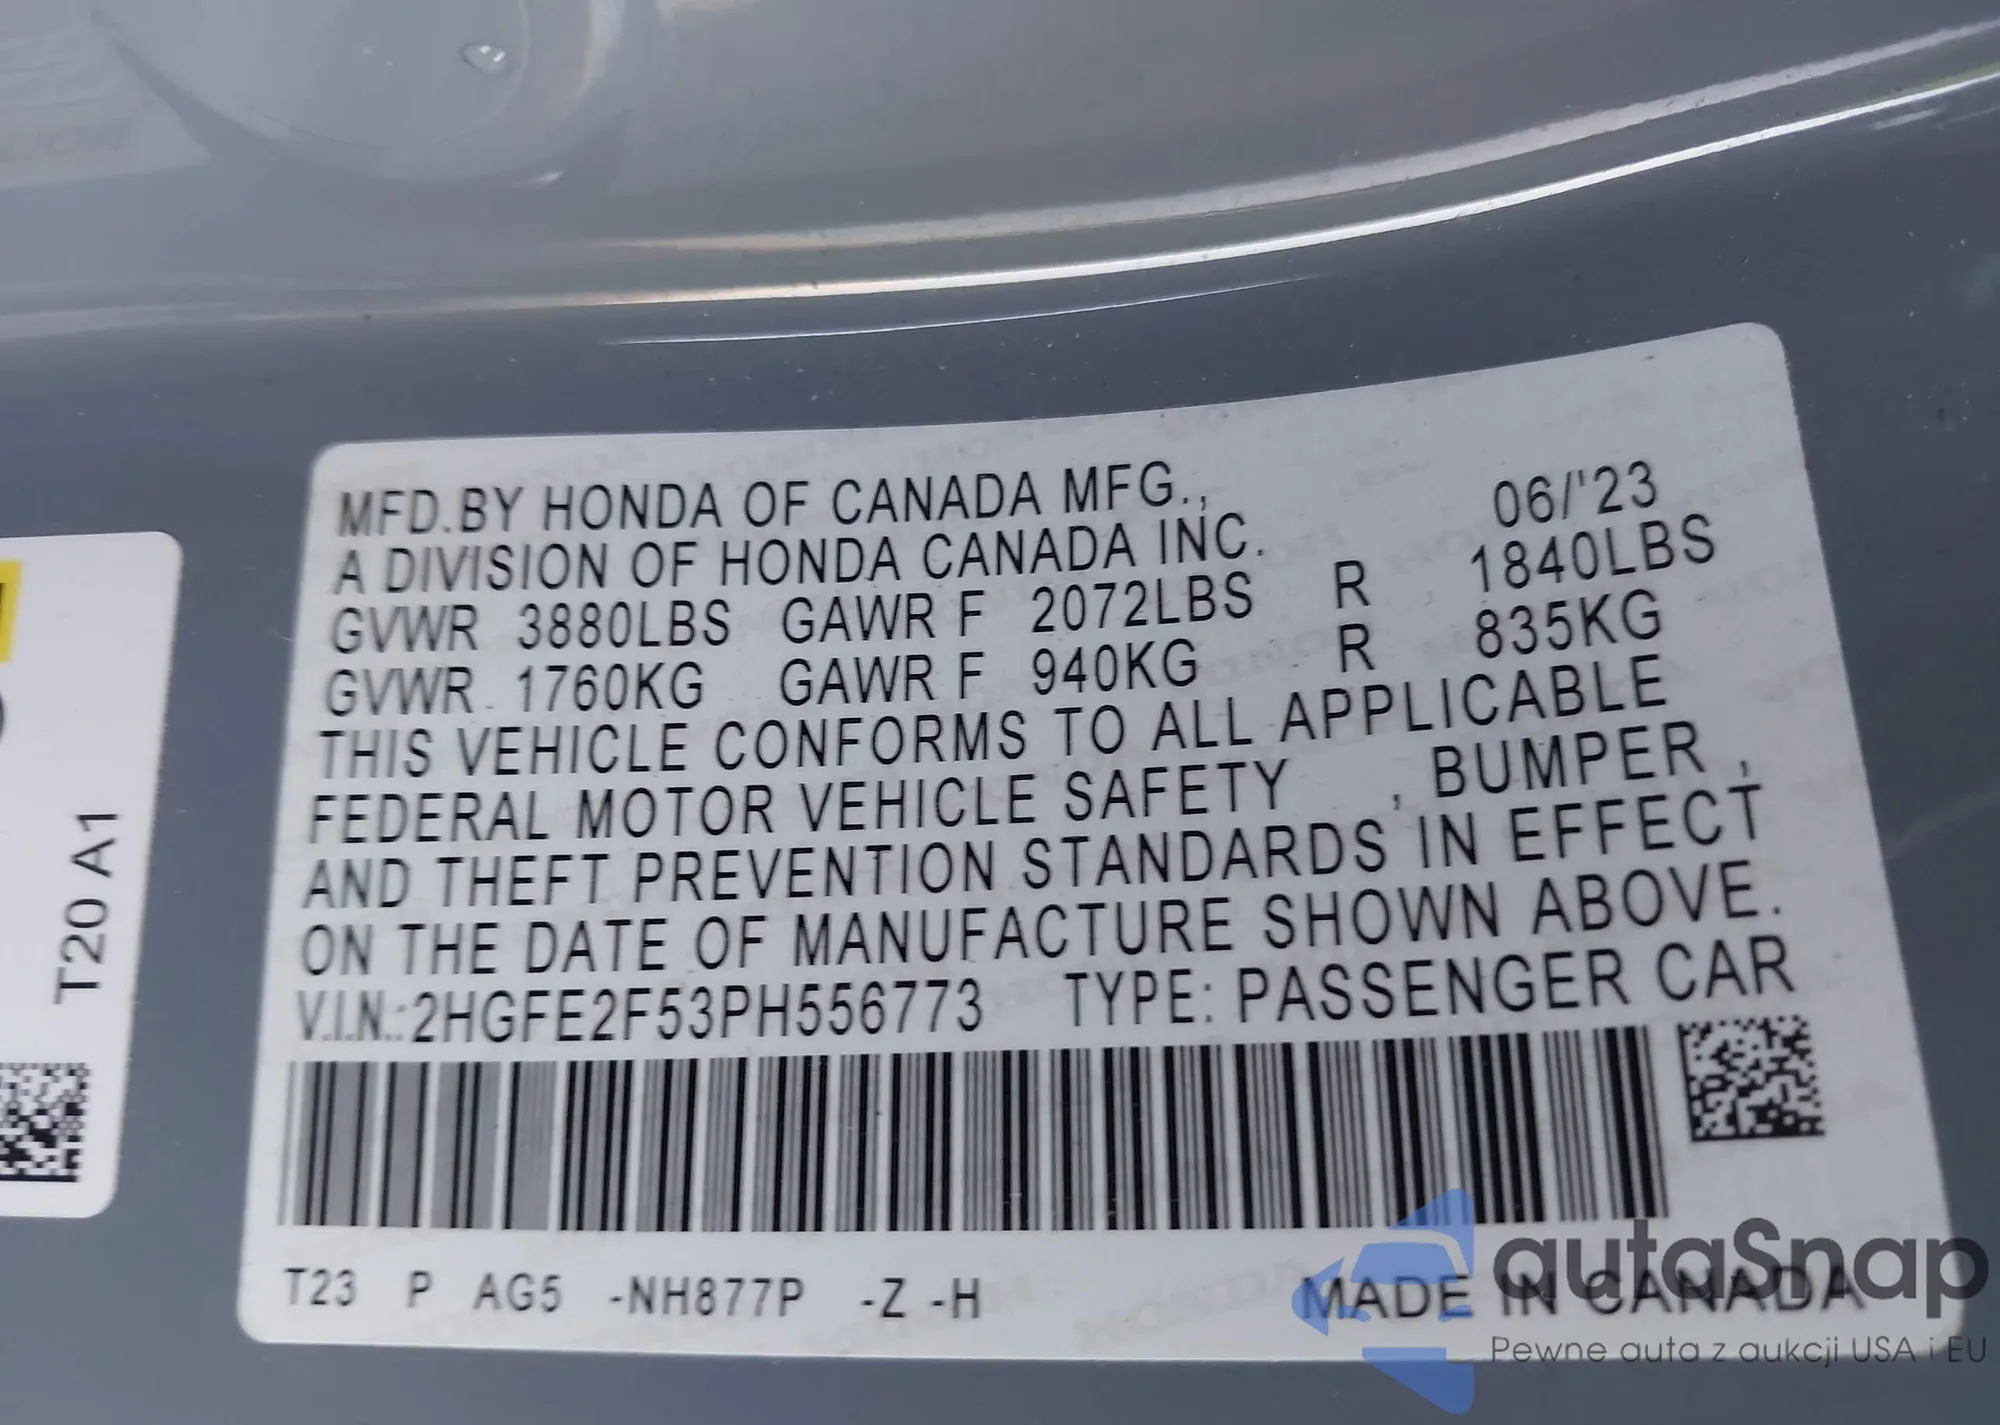 MFD.BY HONDA OF CANADA MFG., 06/'23
A DIVISION OF HONDA CANADA INC.
GVWR 3880LBS GAWR F 2072LBS R 1840LBS
GVWR 1760KG GAWR F 940KG R 835KG
THIS VEHICLE CONFORMS TO ALL APPLICABLE
FEDERAL MOTOR VEHICLE SAFETY , BUMPER ,
AND THEFT PREVENTION STANDARDS IN EFFECT
ON THE DATE OF MANUFACTURE SHOWN ABOVE.
V.I.N.:2HGFE2F53PH556773 TYPE: PASSENGER CAR
T23 P AG5 -NH877P -Z -H MADE IN CANADA
T20 A1
autaSnap
Pewne auta z aukcji USA i EU